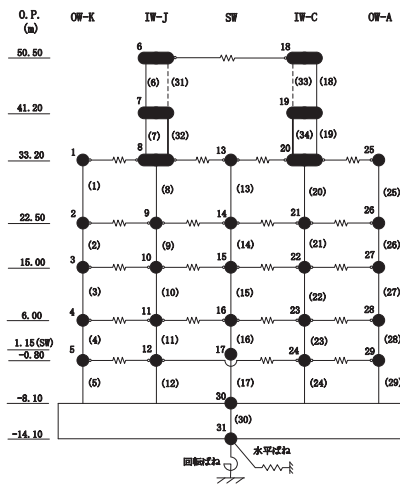 O.P. OW-K IW-J SW IW-C OW-A
(m)
50.50 6 18
(6) (31) (33) (18)
41.20 7 19
(7) (32) (34) (19)
33.20 1 8 13 20 25
(1) (8) (13) (20) (25)
22.50 2 9 14 21 26
(2) (9) (14) (21) (26)
15.00 3 10 15 22 27
(3) (10) (15) (22) (27)
6.00 4 11 16 23 28
(4) (11) (16) (23) (28)
1.15(SW) 17
-0.80 5 12 24 29
(5) (12) (17) (24) (29)
-8.10 30
(30)
-14.10 31
水平ばね
回転ばね